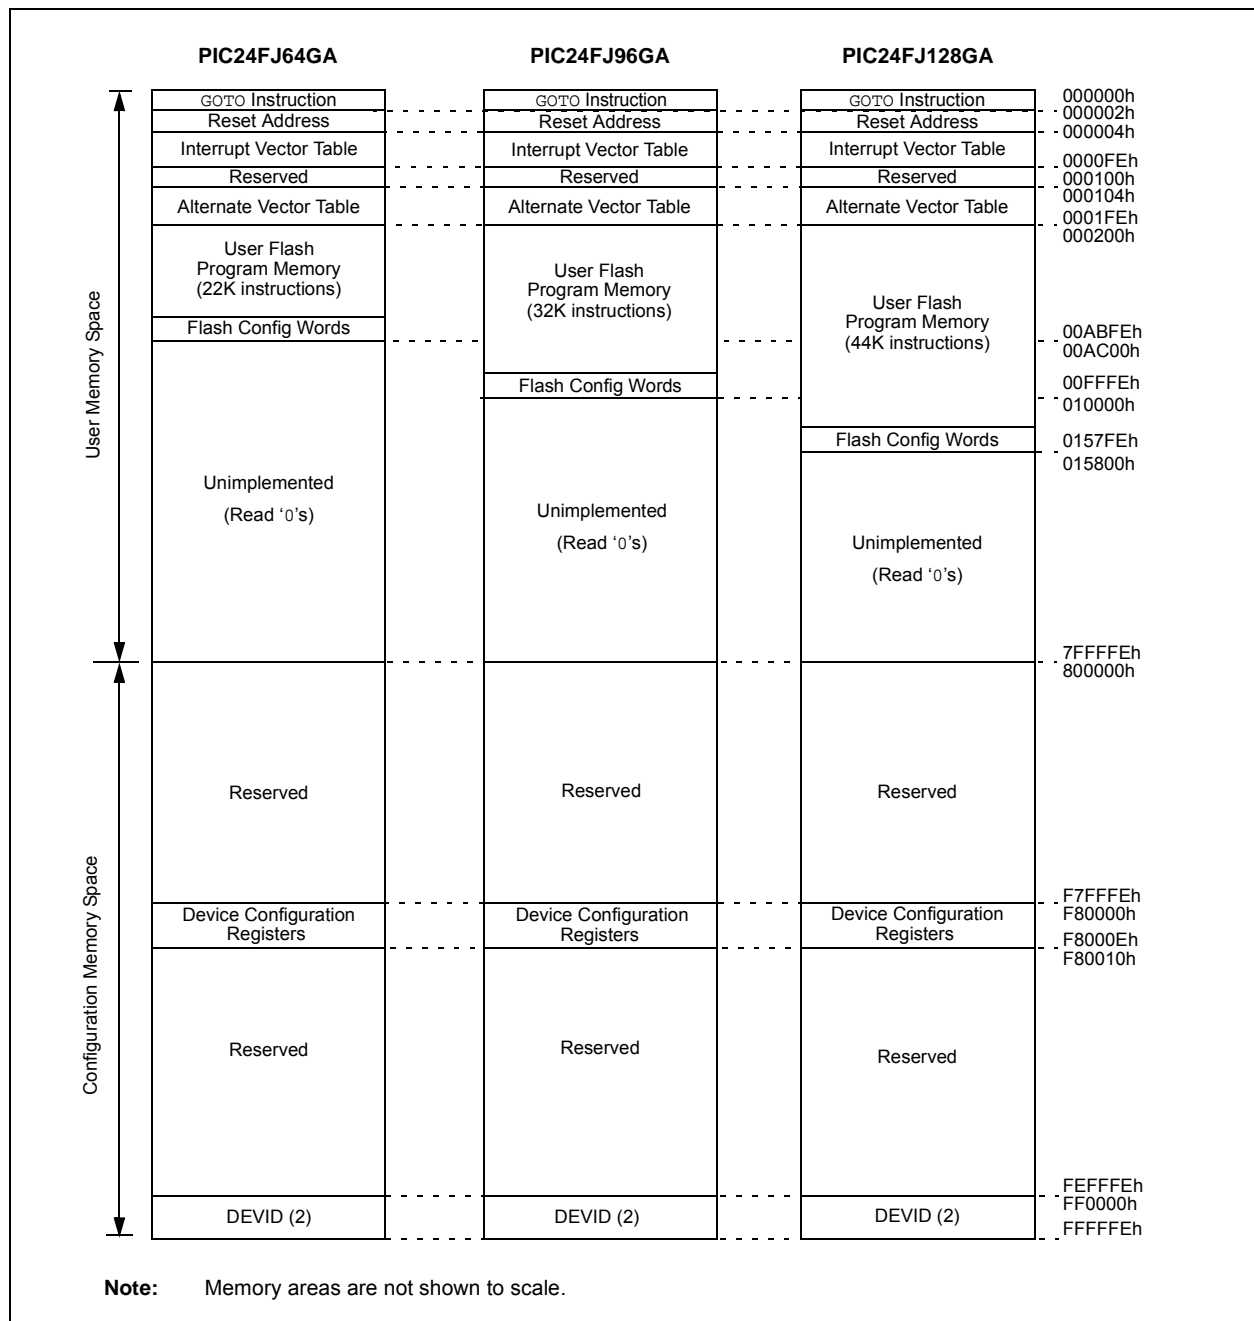 PIC24FJ64GA
PIC24FJ96GA
PIC24FJ128GA
User Memory Space
Configuration Memory Space
GOTO Instruction
Reset Address
Interrupt Vector Table
Reserved
Alternate Vector Table
User Flash
Program Memory
(22K instructions)
Flash Config Words
Unimplemented
(Read ‘0’s)
Reserved
Device Configuration
Registers
Reserved
DEVID (2)
GOTO Instruction
Reset Address
Interrupt Vector Table
Reserved
Alternate Vector Table
User Flash
Program Memory
(32K instructions)
Flash Config Words
Unimplemented
(Read ‘0’s)
Reserved
Device Configuration
Registers
Reserved
DEVID (2)
GOTO Instruction
Reset Address
Interrupt Vector Table
Reserved
Alternate Vector Table
User Flash
Program Memory
(44K instructions)
Flash Config Words
Unimplemented
(Read ‘0’s)
Reserved
Device Configuration
Registers
Reserved
DEVID (2)
000000h
000002h
000004h
0000FEh
000100h
000104h
0001FEh
000200h
00ABFEh
00AC00h
00FFFEh
010000h
0157FEh
015800h
7FFFFEh
800000h
F7FFFEh
F80000h
F8000Eh
F80010h
FEFFFEh
FF0000h
FFFFFEh
Note: Memory areas are not shown to scale.